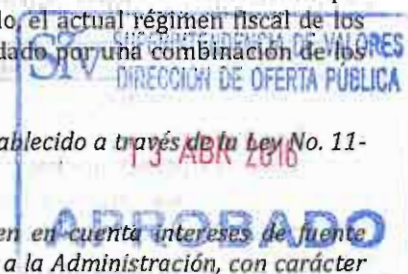 lo, el actual régimen fiscal de los
SIV SUPERINTENDENCIA DE VALORES
dado por una combinación de los
DIRECCIÓN DE OFERTA PÚBLICA
ablecido a través de la Ley No. 11-
13 ABR 2016
APROBADO
en en cuenta intereses de fuente
a la Administración, con carácter